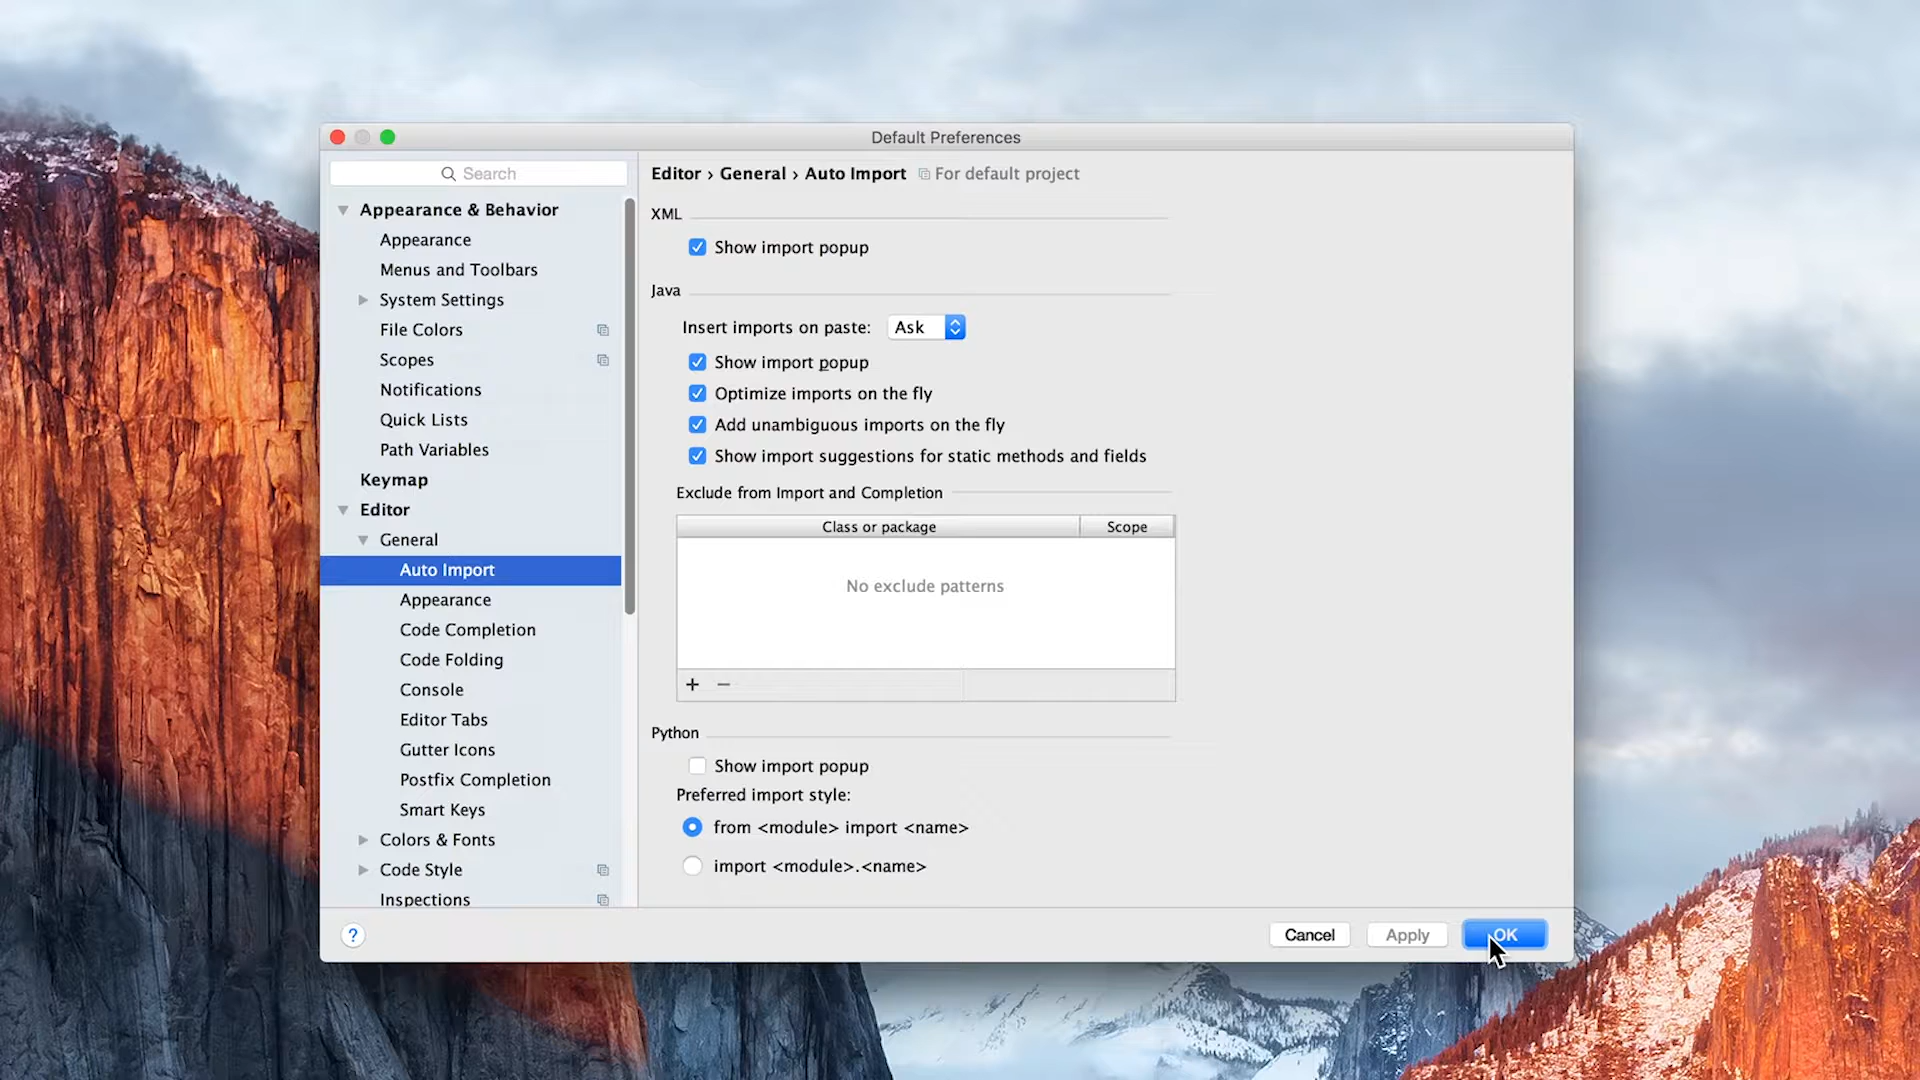 Default Preferences
Search
Appearance & Behavior
Appearance
Menus and Toolbars
System Settings
File Colors
Scopes
Notifications
Quick Lists
Path Variables
Keymap
Editor
General
Auto Import
Appearance
Code Completion
Code Folding
Console
Editor Tabs
Gutter Icons
Postfix Completion
Smart Keys
Colors & Fonts
Code Style
Inspections
Editor › General › Auto Import For default project
XML
Show import popup
Java
Insert imports on paste: Ask
Show import popup
Optimize imports on the fly
Add unambiguous imports on the fly
Show import suggestions for static methods and fields
Exclude from Import and Completion
Class or package Scope
No exclude patterns
+ −
Python
Show import popup
Preferred import style:
from <module> import <name>
import <module>.<name>
? Cancel Apply OK